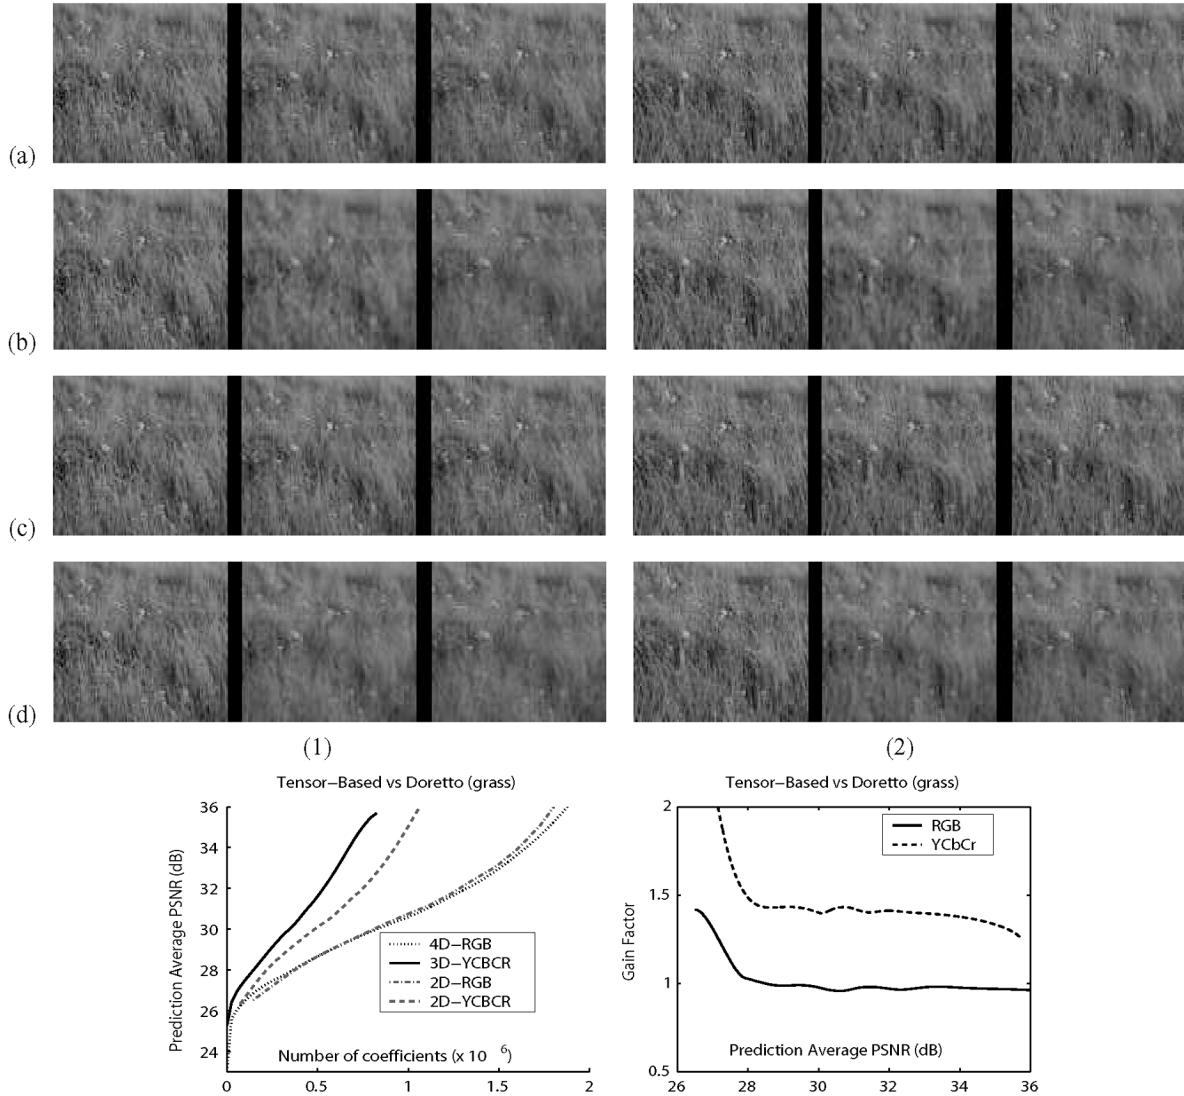 (a)
(b)
(c)
(d)
(1)
(2)
Tensor−Based vs Doretto (grass)
Prediction Average PSNR (dB)
36
34
32
30
28
26
24
4D−RGB
3D−YCBCR
2D−RGB
2D−YCBCR
Number of coefficients (x 10 6)
0
0.5
1
1.5
2
Tensor−Based vs Doretto (grass)
Gain Factor
2
1.5
1
0.5
RGB
YCbCr
Prediction Average PSNR (dB)
26
28
30
32
34
36